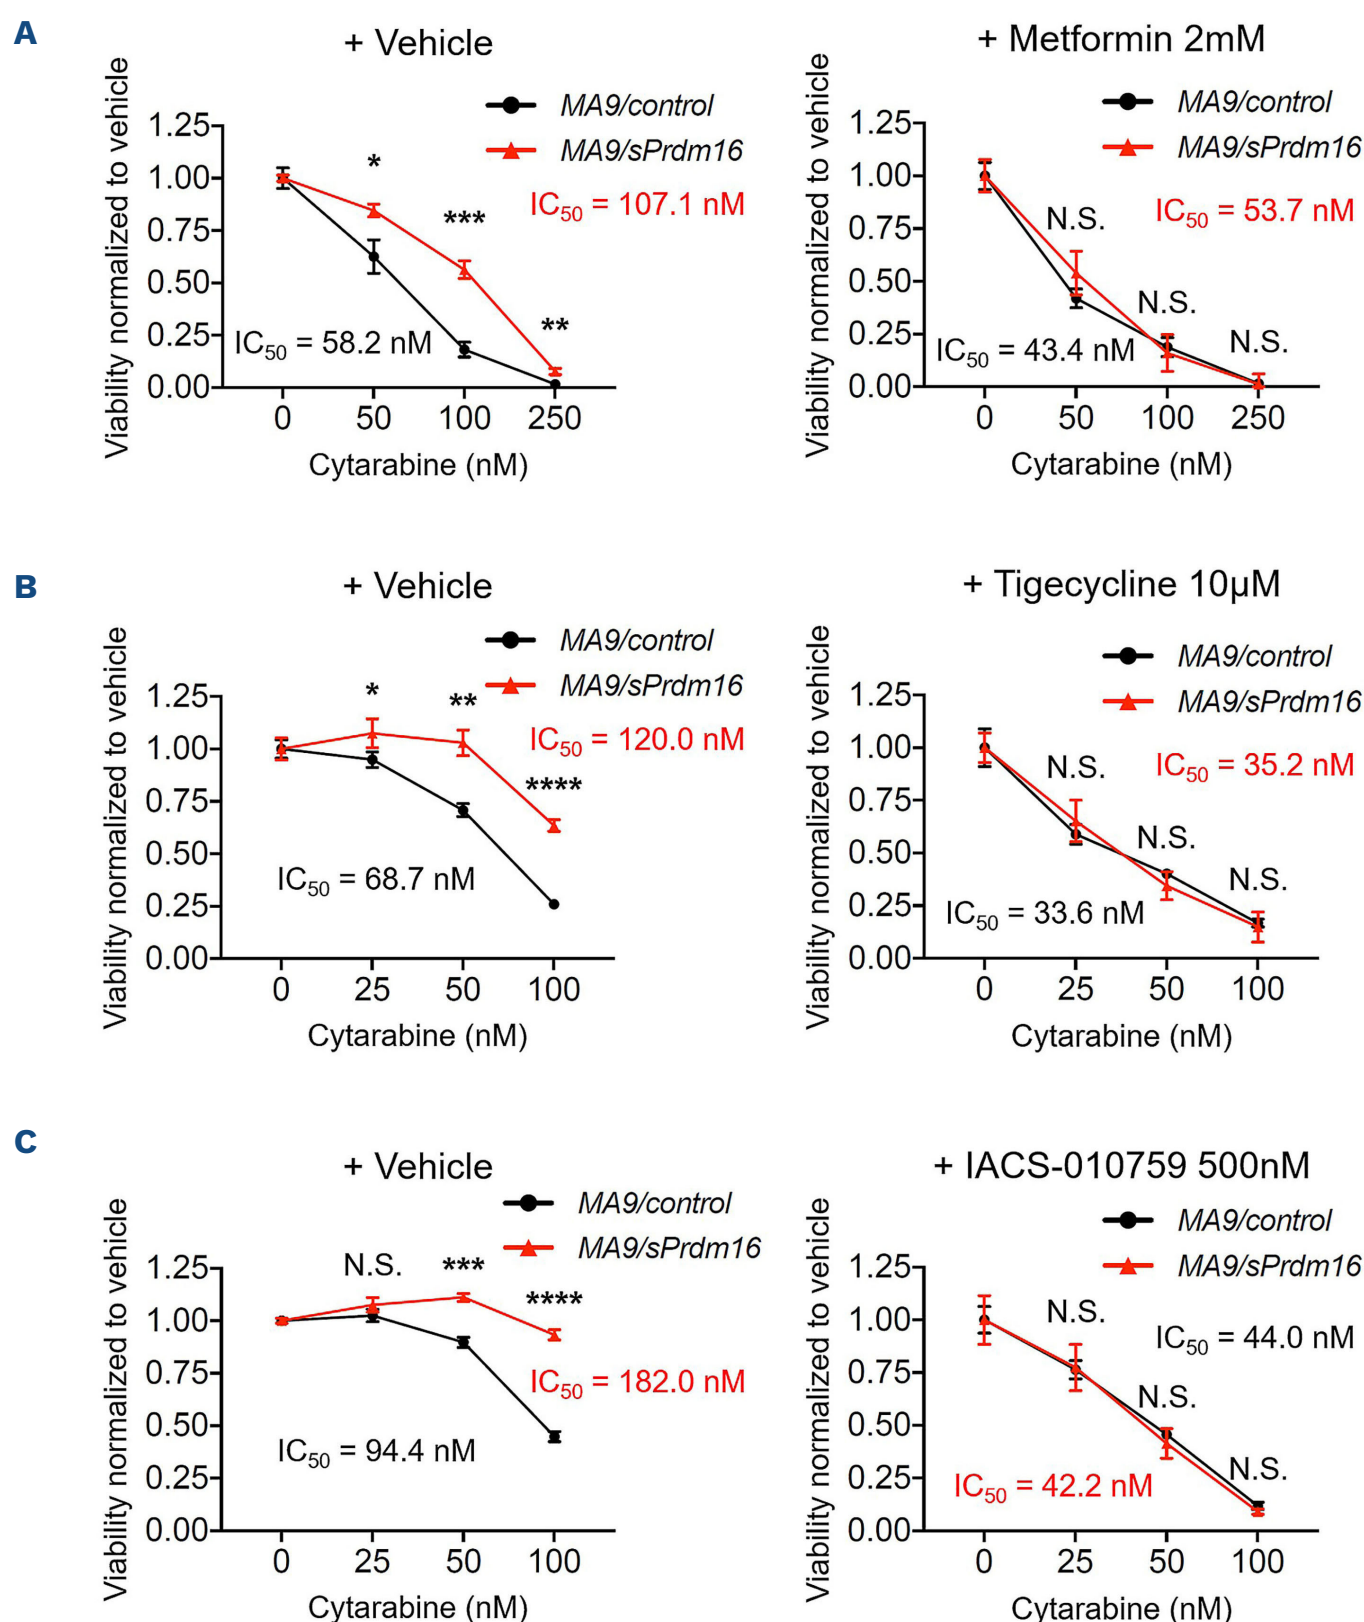 A
+ Vehicle
MA9/control
MA9/sPrdm16
Viability normalized to vehicle
1.25
1.00
0.75
0.50
0.25
0.00
*
***
**
IC50 = 107.1 nM
IC50 = 58.2 nM
0 50 100 250
Cytarabine (nM)
+ Metformin 2mM
MA9/control
MA9/sPrdm16
Viability normalized to vehicle
1.25
1.00
0.75
0.50
0.25
0.00
N.S.
N.S.
N.S.
IC50 = 53.7 nM
IC50 = 43.4 nM
0 50 100 250
Cytarabine (nM)
B
+ Vehicle
MA9/control
MA9/sPrdm16
Viability normalized to vehicle
1.25
1.00
0.75
0.50
0.25
0.00
*
**
****
IC50 = 120.0 nM
IC50 = 68.7 nM
0 25 50 100
Cytarabine (nM)
+ Tigecycline 10µM
MA9/control
MA9/sPrdm16
Viability normalized to vehicle
1.25
1.00
0.75
0.50
0.25
0.00
N.S.
N.S.
N.S.
IC50 = 35.2 nM
IC50 = 33.6 nM
0 25 50 100
Cytarabine (nM)
C
+ Vehicle
MA9/control
MA9/sPrdm16
Viability normalized to vehicle
1.25
1.00
0.75
0.50
0.25
0.00
N.S.
***
****
IC50 = 182.0 nM
IC50 = 94.4 nM
0 25 50 100
Cytarabine (nM)
+ IACS-010759 500nM
MA9/control
MA9/sPrdm16
Viability normalized to vehicle
1.25
1.00
0.75
0.50
0.25
0.00
N.S.
N.S.
N.S.
IC50 = 44.0 nM
IC50 = 42.2 nM
0 25 50 100
Cytarabine (nM)